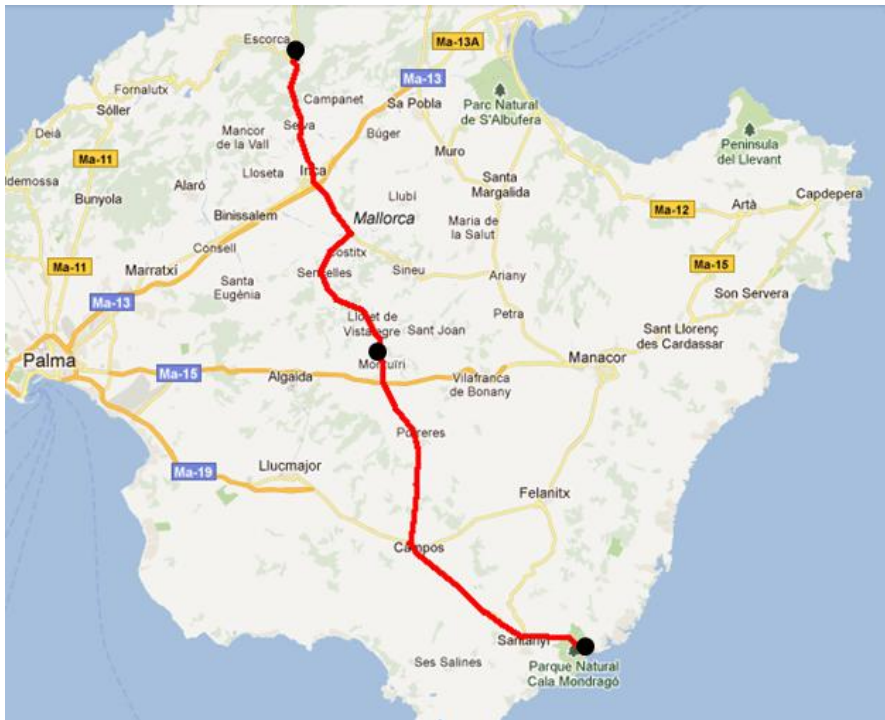 Escorca
Ma-13A
Ma-13
Fornalutx
Campanet
Sa Pobla
Parc Natural
de S'Albufera
Sóller
Selva
Deià
Mancor
de la Vall
Búger
Muro
Península
del Llevant
Ma-11
Lloseta
Inca
Santa
Margalida
ldemossa
Alaró
Bunyola
Llubí
Capdepera
Binissalem
Mallorca
Maria de
la Salut
Ma-12
Artà
Consell
Costitx
Ma-11
Marratxi
Sencelles
Sineu
Ariany
Ma-15
Santa
Eugènia
Son Servera
Ma-13
Lloret de
Vistalegre
Petra
Sant Joan
Sant Llorenç
des Cardassar
Palma
Montuïri
Manacor
Ma-15
Algaida
Vilafranca
de Bonany
Porreres
Llucmajor
Ma-19
Felanitx
Campos
Santanyí
Ses Salines
Parque Natural
Cala Mondragó